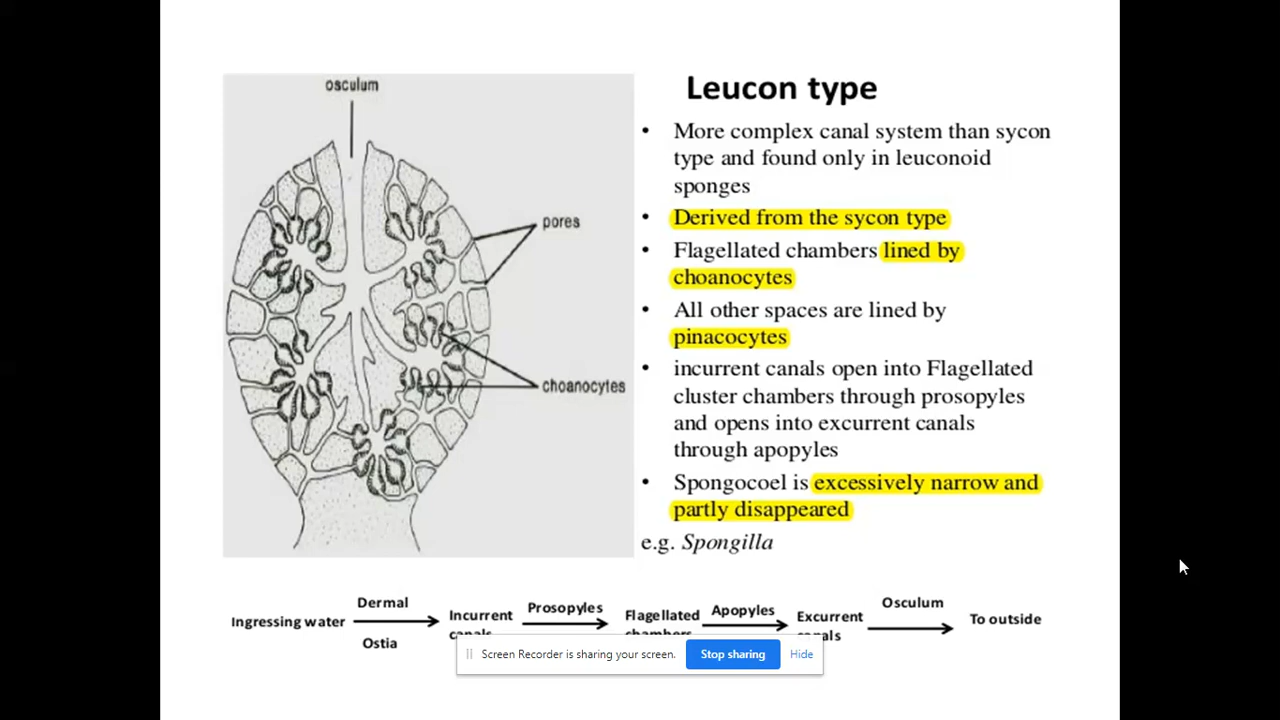 osculum
pores
choanocytes
Leucon type
• More complex canal system than sycon
type and found only in leuconoid
sponges
• Derived from the sycon type
• Flagellated chambers lined by
choanocytes
• All other spaces are lined by
pinacocytes
• incurrent canals open into Flagellated
cluster chambers through prosopyles
and opens into excurrent canals
through apopyles
• Spongocoel is excessively narrow and
partly disappeared
e.g. Spongilla
Ingressing water
Dermal
Ostia
Incurrent
canals
Prosopyles
Flagellated
chambers
Apopyles
Excurrent
canals
Osculum
To outside
Screen Recorder is sharing your screen.
Stop sharing
Hide